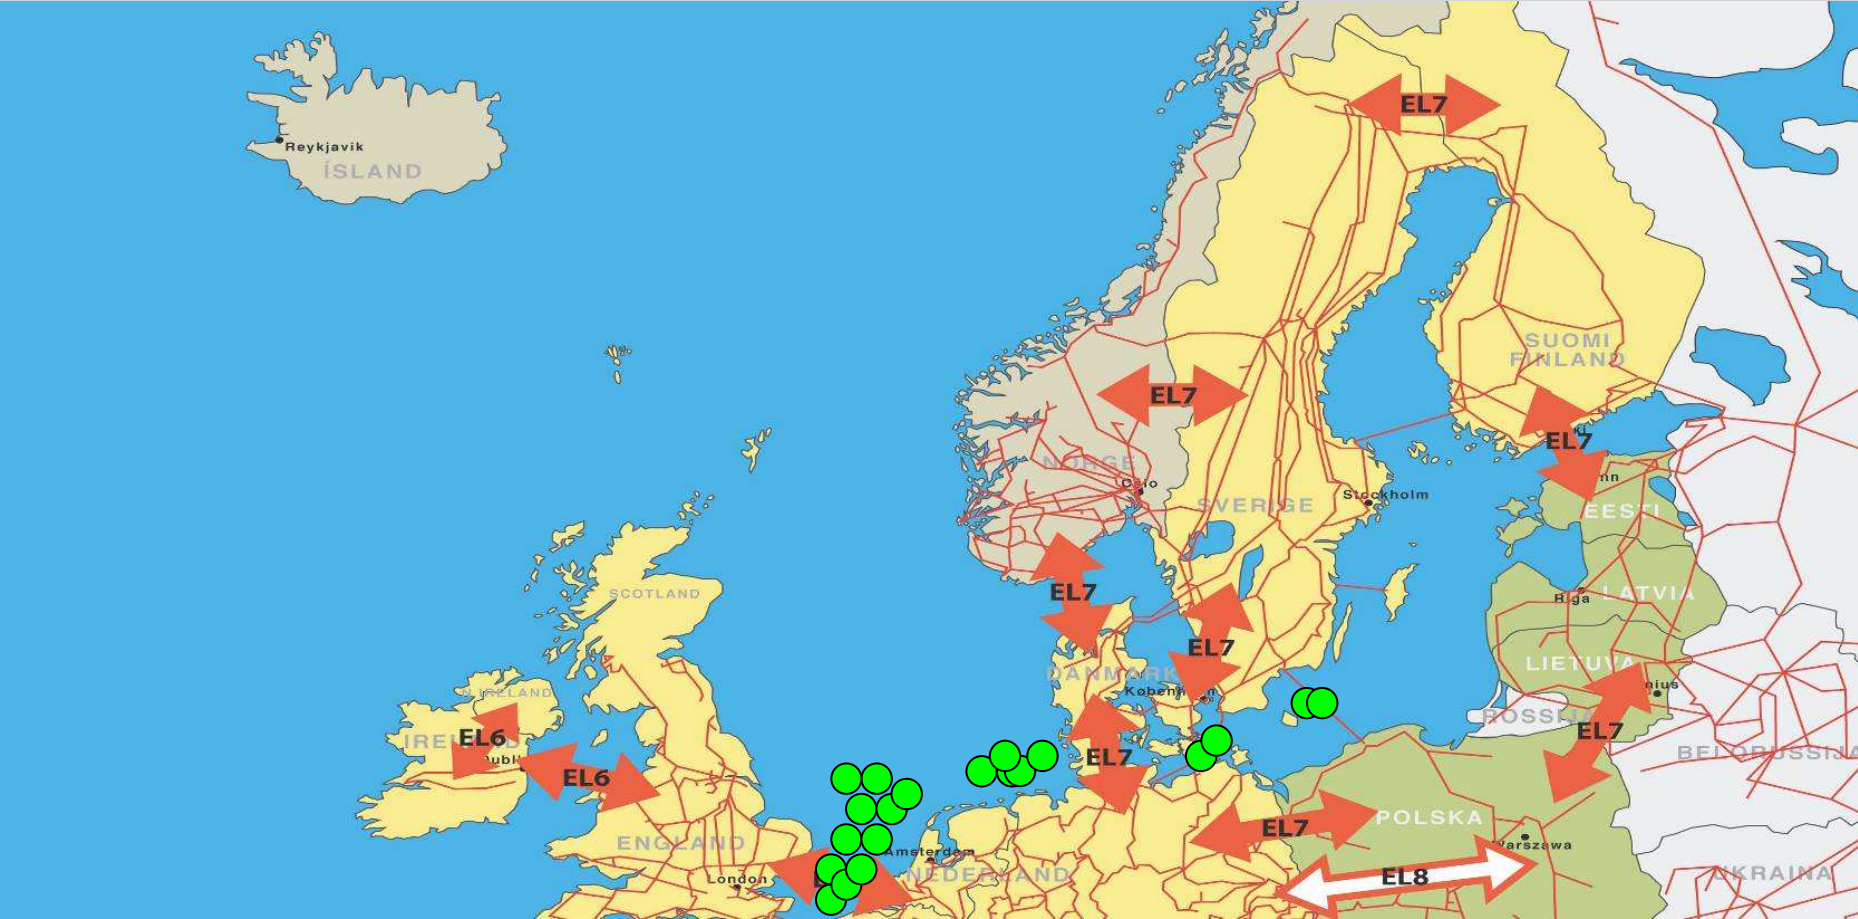 EL7
Reykjavik
ÍSLAND
SUOMI
FINLAND
EL7
EL7
NORGE
Oslo
SVERIGE
Stockholm
EESTI
SCOTLAND
EL7
Riga
LATVIA
EL7
LIETUVA
DANMARK
N.IRELAND
København
ROSSIJA
EL6
IRELAND
EL7
EL7
BELORUSSIJA
EL6
POLSKA
EL7
ENGLAND
Amsterdam
Warszawa
London
NEDERLAND
EL8
UKRAINA